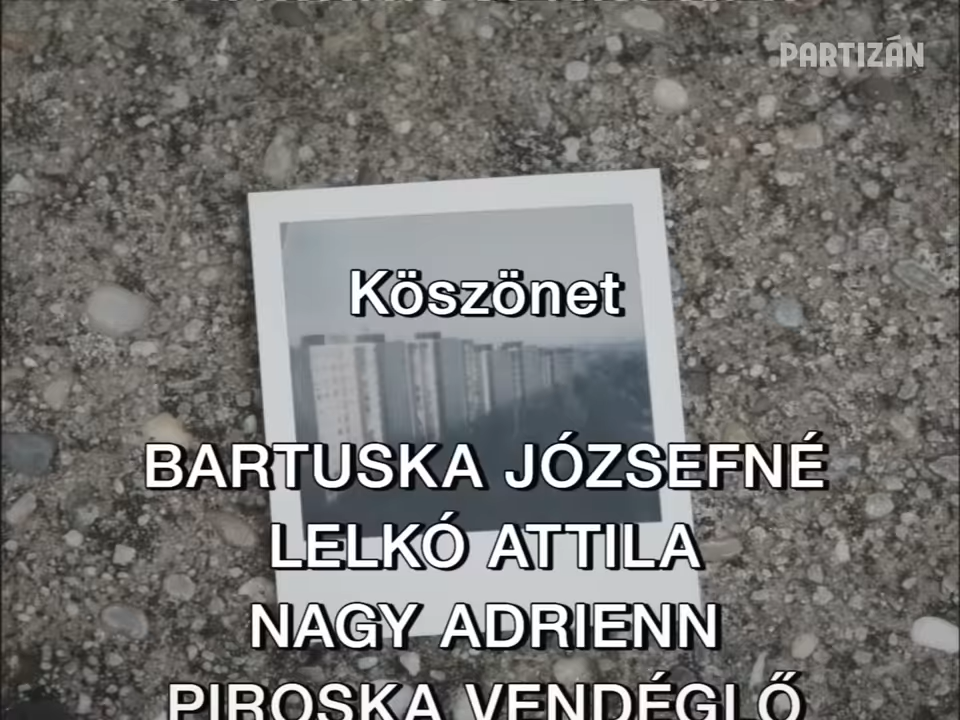 PARTIZÁN
Köszönet
BARTUSKA JÓZSEFNÉ
LELKÓ ATTILA
NAGY ADRIENN
PIROSKA VENDÉGLŐ